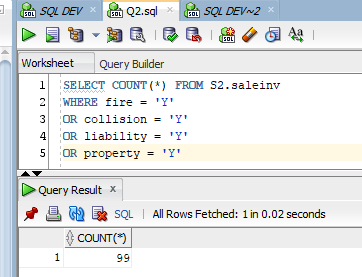 SQL DEV Q2.sql SQL DEV~2
Worksheet Query Builder
1 SELECT COUNT(*) FROM S2.saleinv
2 WHERE fire = 'Y'
3 OR collision = 'Y'
4 OR liability = 'Y'
5 OR property = 'Y'
Query Result x
SQL | All Rows Fetched: 1 in 0.02 seconds
COUNT(*)
1 99